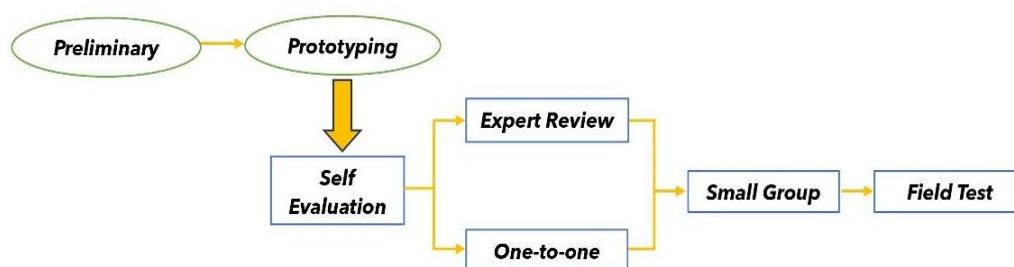 Preliminary
Prototyping
Self
Evaluation
Expert Review
One-to-one
Small Group
Field Test